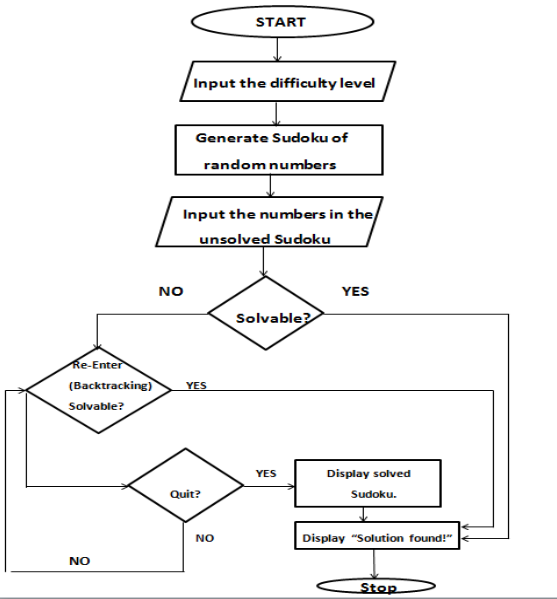 START
Input the difficulty level
Generate Sudoku of
random numbers
Input the numbers in the
unsolved Sudoku
NO
YES
Solvable?
Re-Enter
(Backtracking)
Solvable?
YES
Quit?
YES
Display solved
Sudoku.
NO
Display “Solution found!”
NO
Stop